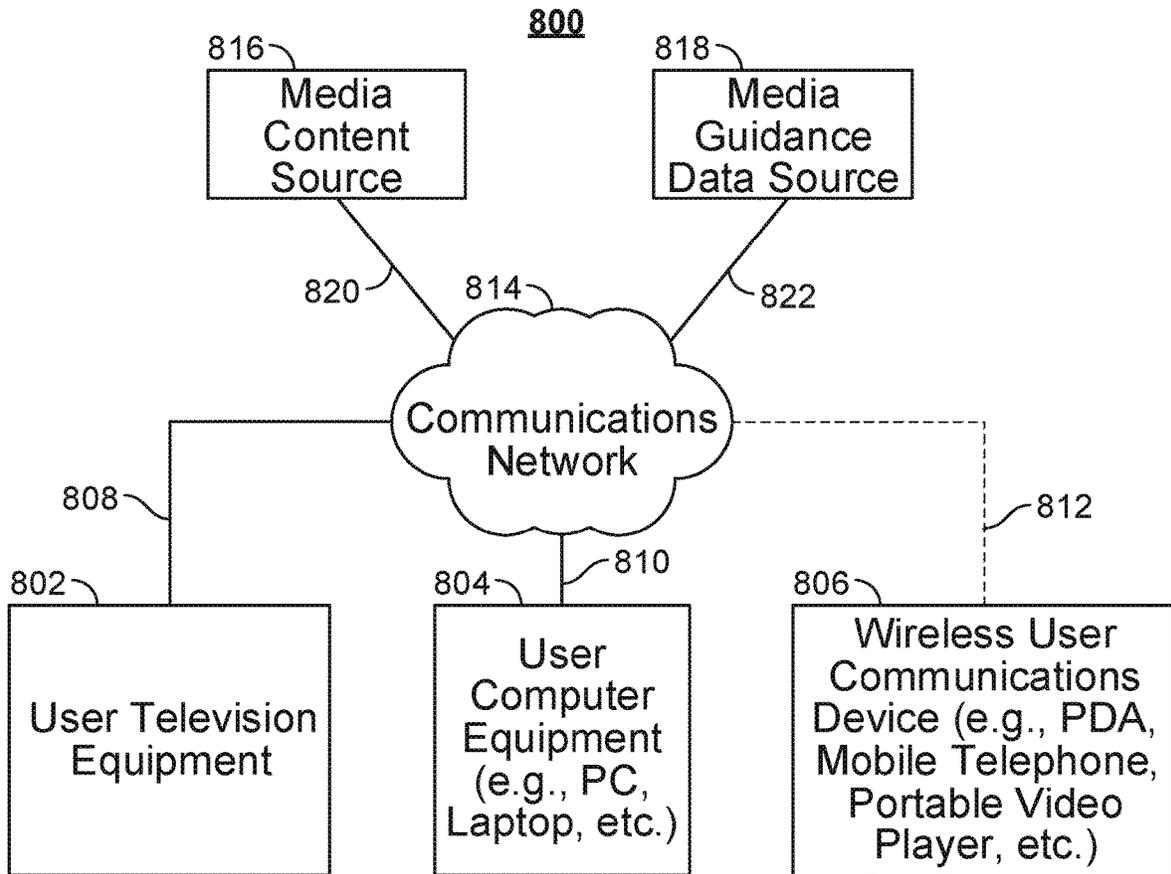 800
816
Media
Content
Source
818
Media
Guidance
Data Source
820
814
822
Communications
Network
808
810
812
802
User Television
Equipment
804
User
Computer
Equipment
(e.g., PC,
Laptop, etc.)
806
Wireless User
Communications
Device (e.g., PDA,
Mobile Telephone,
Portable Video
Player, etc.)